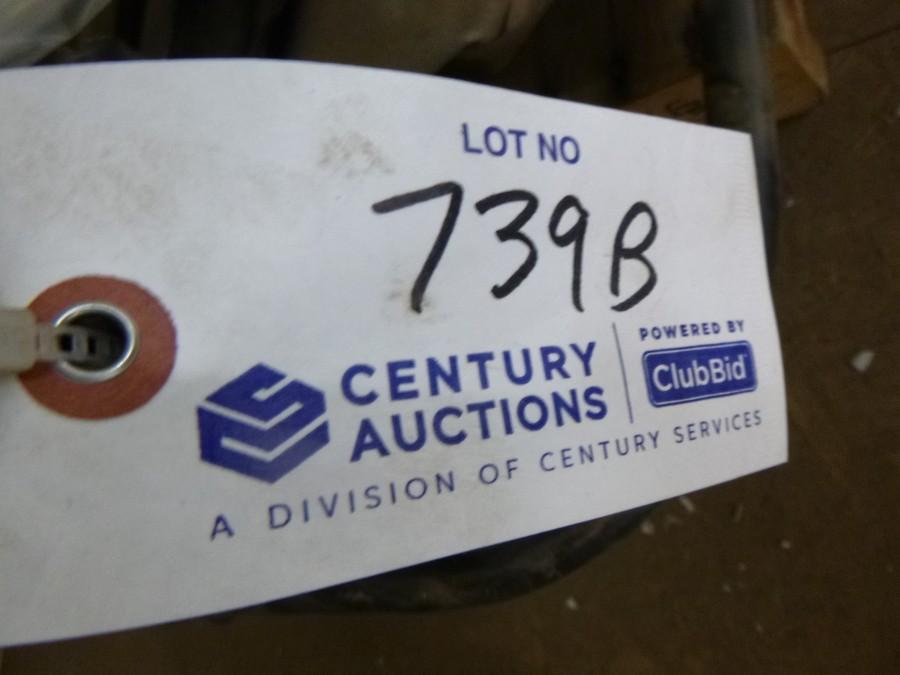 LOT NO
739B
CENTURY
AUCTIONS
POWERED BY
ClubBid
A DIVISION OF CENTURY SERVICES